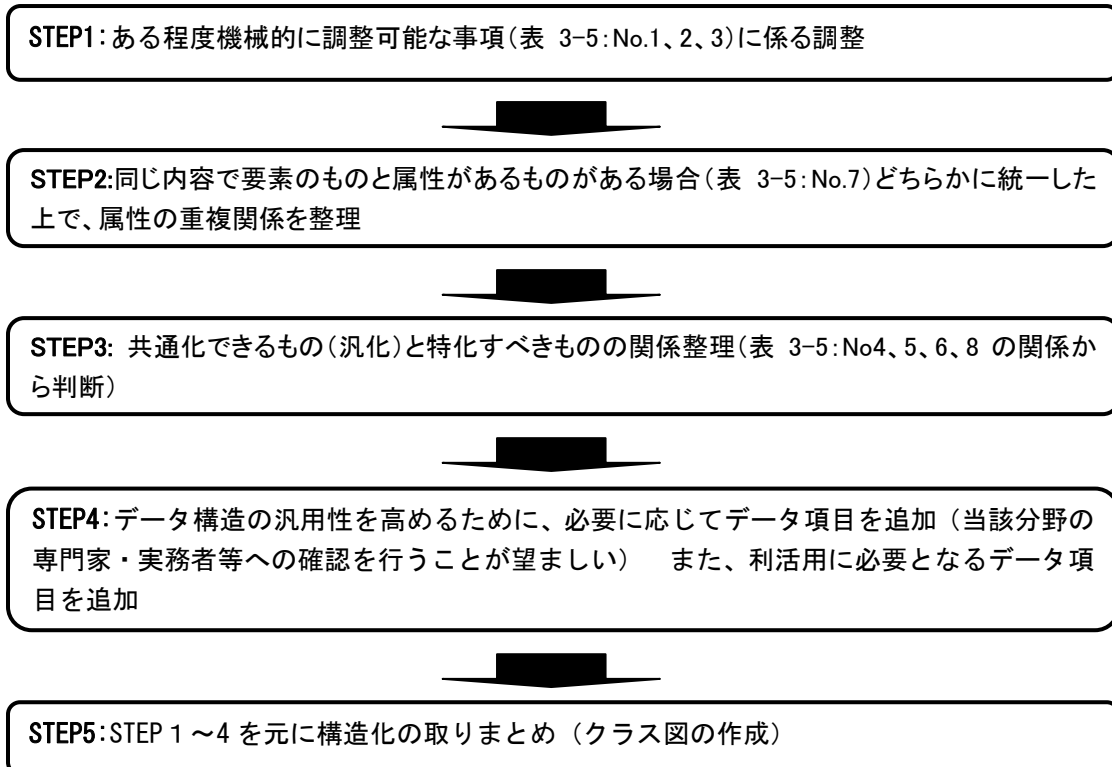 STEP1：ある程度機械的に調整可能な事項（表 3-5：No.1、2、3）に係る調整
STEP2:同じ内容で要素のものと属性があるものがある場合（表 3-5：No.7）どちらかに統一した
上で、属性の重複関係を整理
STEP3: 共通化できるもの（汎化）と特化すべきものの関係整理（表 3-5：No4、5、6、8 の関係か
ら判断）
STEP4：データ構造の汎用性を高めるために、必要に応じてデータ項目を追加（当該分野の
専門家・実務者等への確認を行うことが望ましい）　また、利活用に必要となるデータ項
目を追加
STEP5：STEP１～4 を元に構造化の取りまとめ（クラス図の作成）